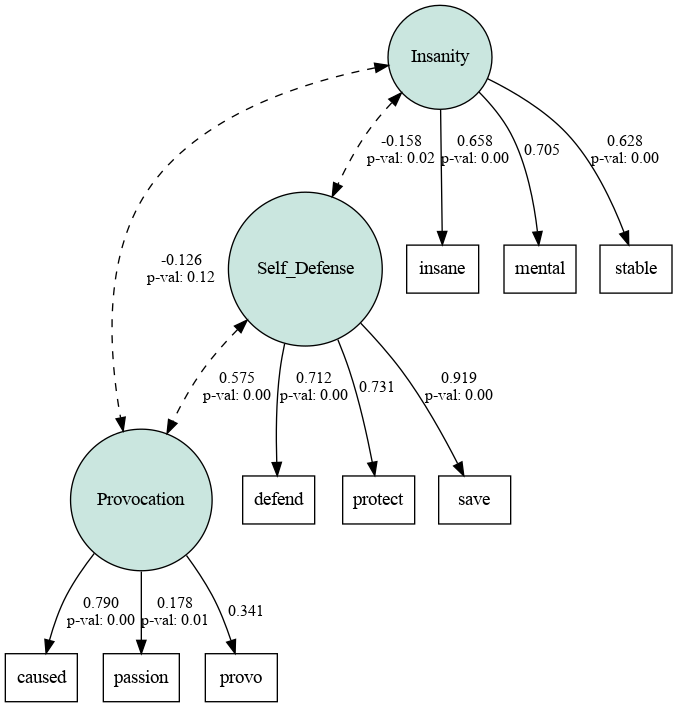 Insanity
-0.158
p-val: 0.02
0.658
p-val: 0.00
0.705
0.628
p-val: 0.00
insane
mental
stable
Self_Defense
-0.126
p-val: 0.12
0.575
p-val: 0.00
0.712
p-val: 0.00
0.731
0.919
p-val: 0.00
defend
protect
save
Provocation
0.790
p-val: 0.00
0.178
p-val: 0.01
0.341
caused
passion
provo